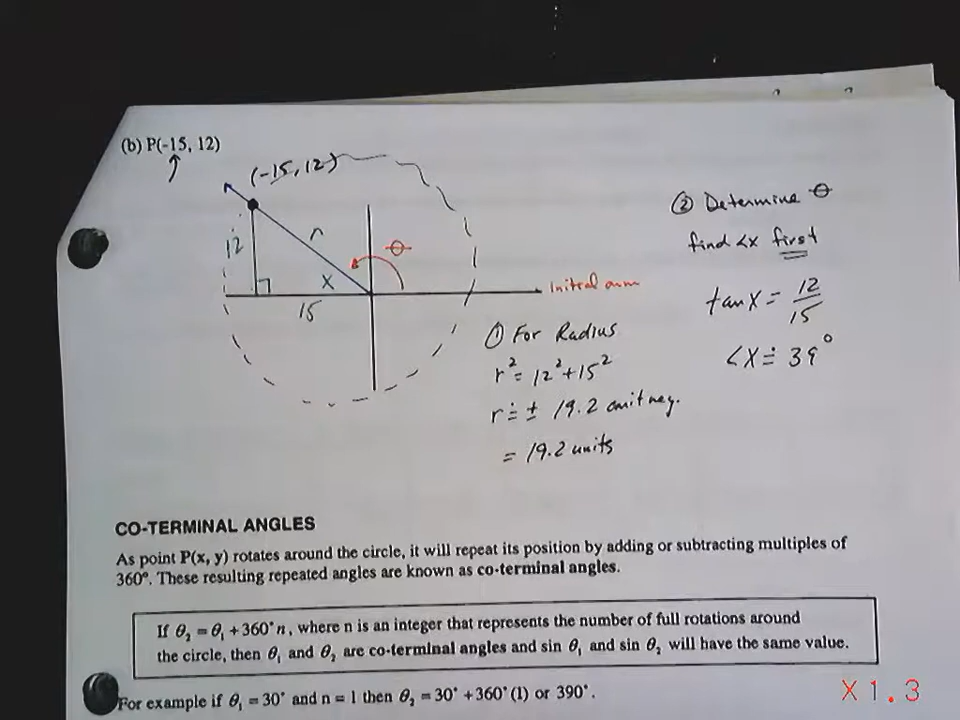 (b) P(-15, 12)
(-15, 12)
12
r
θ
x
15
initial arm
① For Radius
r² = 12² + 15²
r ≐ ± 19.2 omit neg.
= 19.2 units
② Determine θ
find <x first
tan x = 12/15
<x ≐ 39°
CO-TERMINAL ANGLES
As point P(x, y) rotates around the circle, it will repeat its position by adding or subtracting multiples of
360°. These resulting repeated angles are known as co-terminal angles.
If θ₂ = θ₁ + 360° n, where n is an integer that represents the number of full rotations around
the circle, then θ₁ and θ₂ are co-terminal angles and sin θ₁ and sin θ₂ will have the same value.
For example if θ₁ = 30° and n = 1 then θ₂ = 30° + 360° (1) or 390°.
X1.3